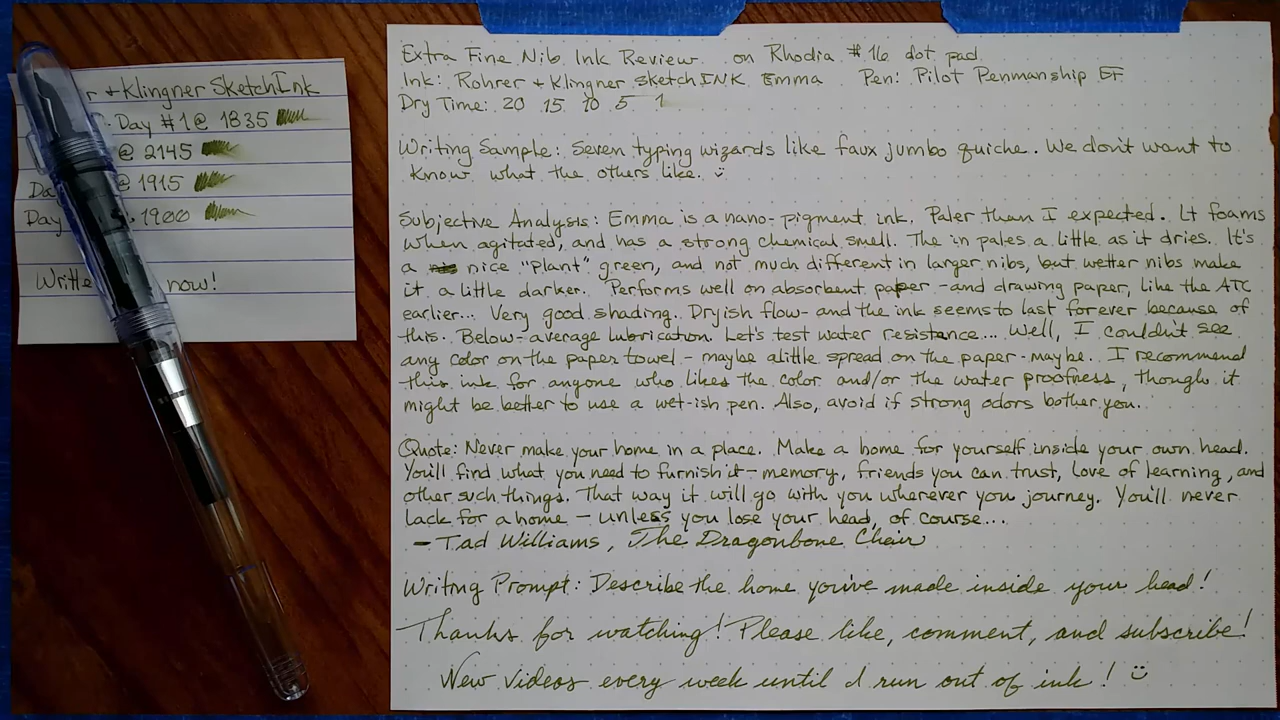 r + Klingner SketchInk
Day #1 @ 1835
@ 2145
Da @ 1915
Day 1900
Writte now!
Extra Fine Nib Ink Review on Rhodia #16 dot pad
Ink: Rohrer + Klingner SketchINK Emma Pen: Pilot Penmanship EF
Dry Time: 20 15 10 5 1
Writing Sample: Seven typing wizards like faux jumbo quiche. We don't want to
know what the others like. :)
Subjective Analysis: Emma is a nano-pigment ink. Paler than I expected. It foams
when agitated, and has a strong chemical smell. The in pales a little as it dries. It's
a nice "plant" green, and not much different in larger nibs, but wetter nibs make
it a little darker. Performs well on absorbent paper - and drawing paper, like the ATC
earlier... Very good shading. Dryish flow - and the ink seems to last forever because of
this. Below-average lubrication. Let's test water resistance... Well, I couldn't see
any color on the paper towel - maybe a little spread on the paper - maybe. I recommend
this ink for anyone who likes the color and/or the water proofness, though it
might be better to use a wet-ish pen. Also, avoid if strong odors bother you.
Quote: Never make your home in a place. Make a home for yourself inside your own head.
You'll find what you need to furnish it - memory, friends you can trust, love of learning, and
other such things. That way it will go with you wherever you journey. You'll never
lack for a home - unless you lose your head, of course...
- Tad Williams, The Dragonbone Chair
Writing Prompt: Describe the home you've made inside your head!
Thanks for watching! Please like, comment, and subscribe!
New videos every week until I run out of ink! :)